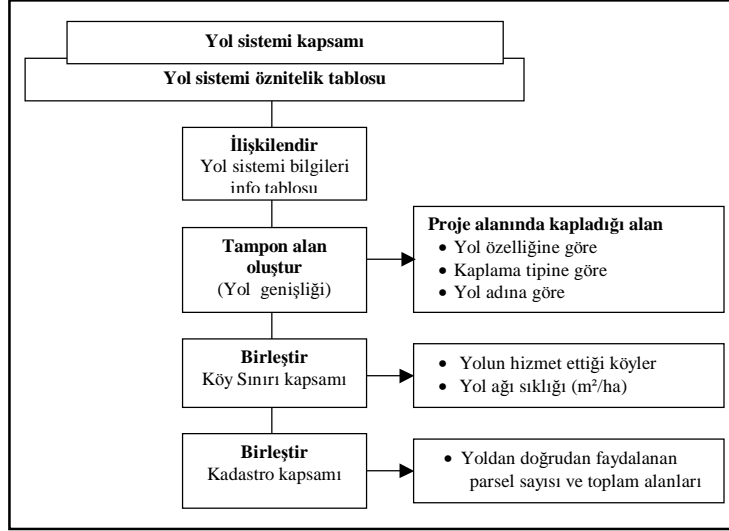 Yol sistemi kapsamı
Yol sistemi öznitelik tablosu
İlişkilendir
Yol sistemi bilgileri
info tablosu
Tampon alan
oluştur
(Yol genişliği)
Proje alanında kapladığı alan
• Yol özelliğine göre
• Kaplama tipine göre
• Yol adına göre
Birleştir
Köy Sınırı kapsamı
• Yolun hizmet ettiği köyler
• Yol ağı sıklığı (m²/ha)
Birleştir
Kadastro kapsamı
• Yoldan doğrudan faydalanan
parsel sayısı ve toplam alanları